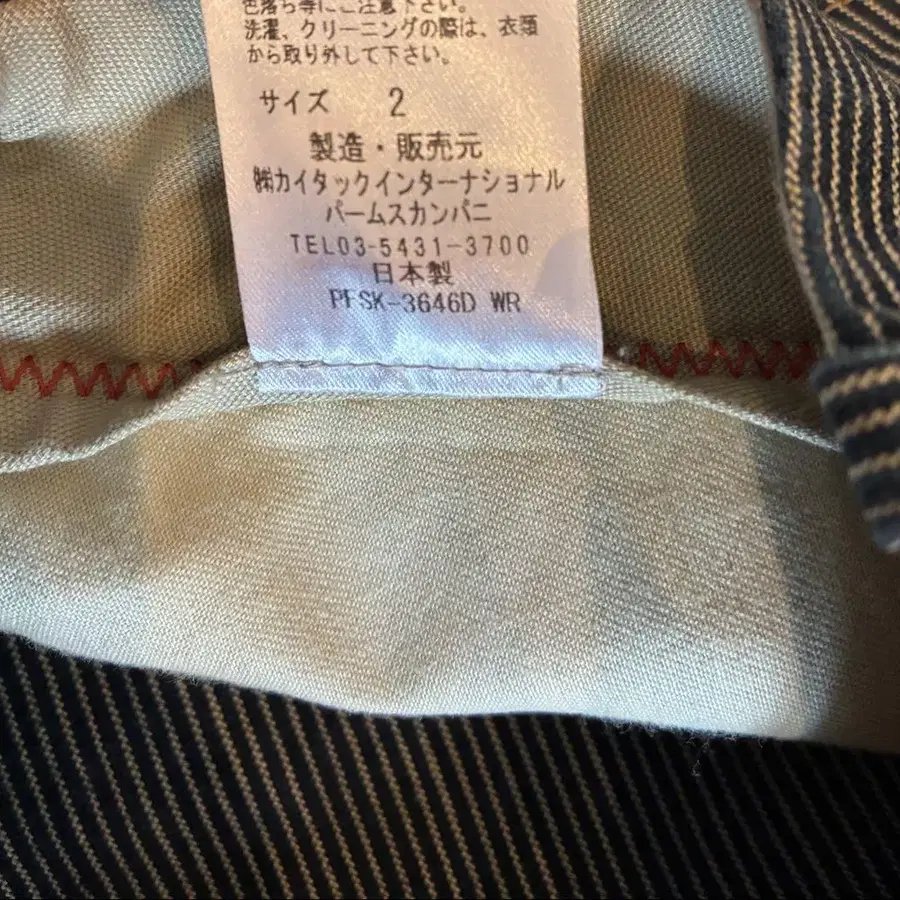 色落ち等にご注意下さい。
洗濯、クリーニングの際は、衣類
から取り外して下さい。
サイズ 2
製造・販売元
㈱カイタックインターナショナル
パームスカンパニ
TEL03-5431-3700
日本製
PFSK-3646D WR